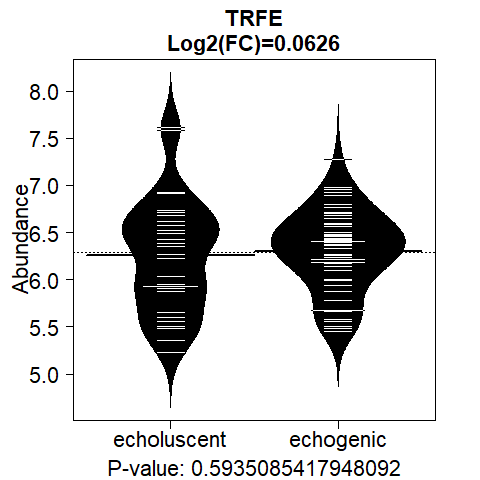 TRFE
Log2(FC)=0.0626
Abundance
8.0
7.5
7.0
6.5
6.0
5.5
5.0
echoluscent echogenic
P-value: 0.5935085417948092